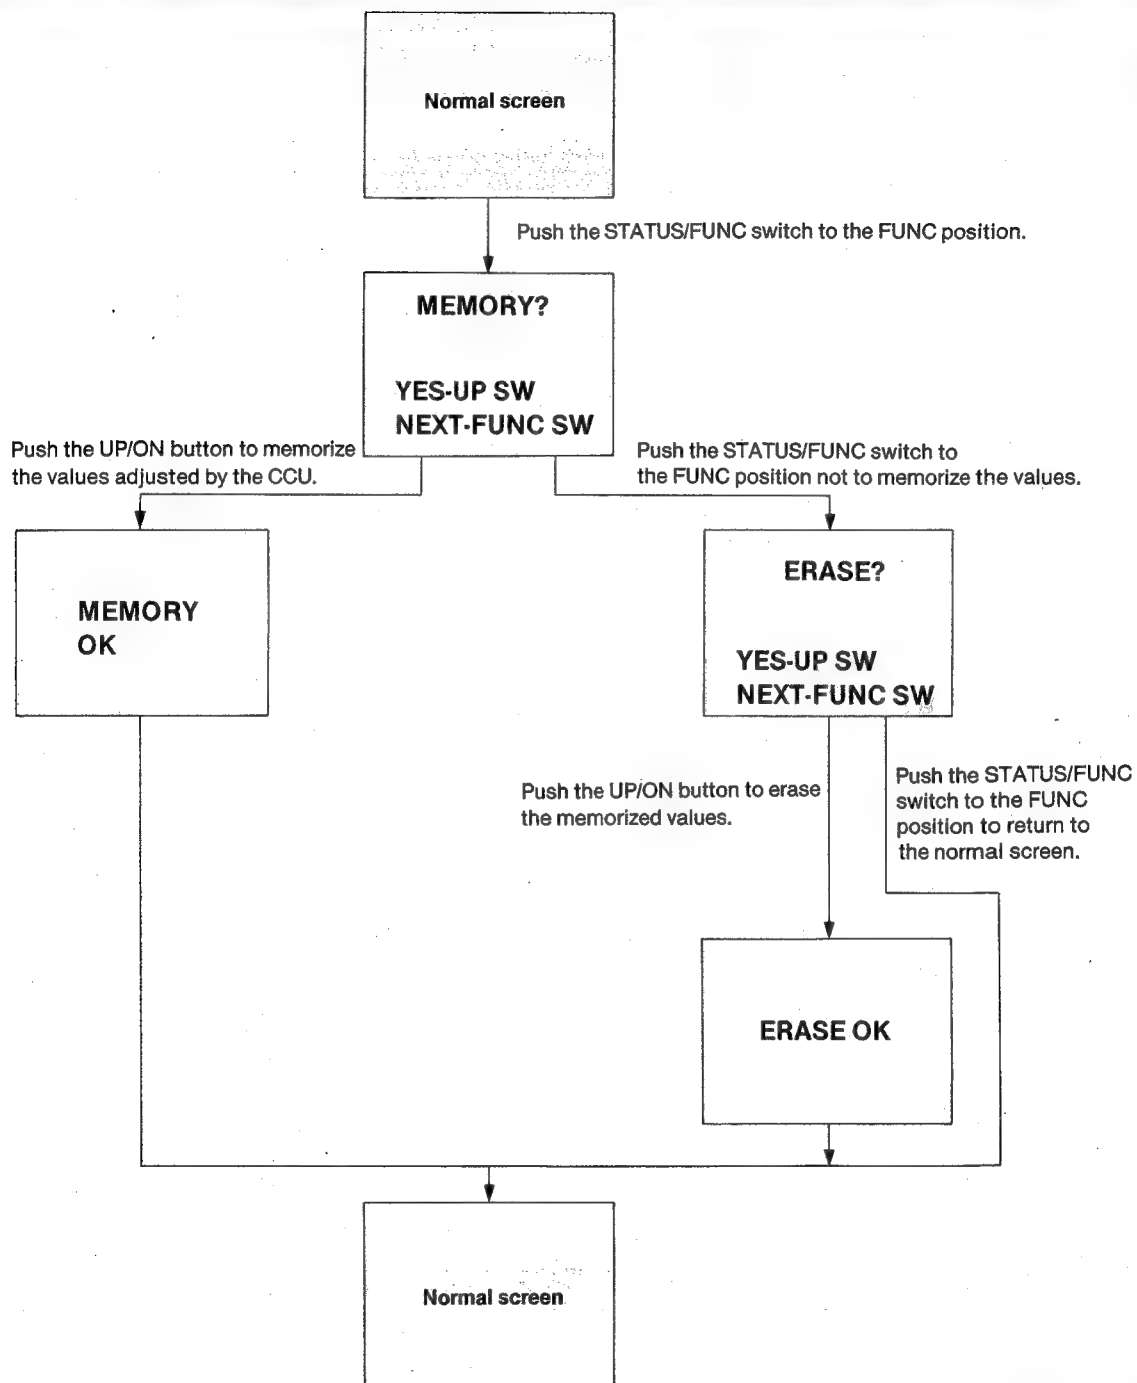 Normal screen
Push the STATUS/FUNC switch to the FUNC position.
MEMORY?
YES-UP SW
NEXT-FUNC SW
Push the UP/ON button to memorize
the values adjusted by the CCU.
Push the STATUS/FUNC switch to
the FUNC position not to memorize the values.
MEMORY
OK
ERASE?
YES-UP SW
NEXT-FUNC SW
Push the UP/ON button to erase
the memorized values.
Push the STATUS/FUNC
switch to the FUNC
position to return to
the normal screen.
ERASE OK
Normal screen